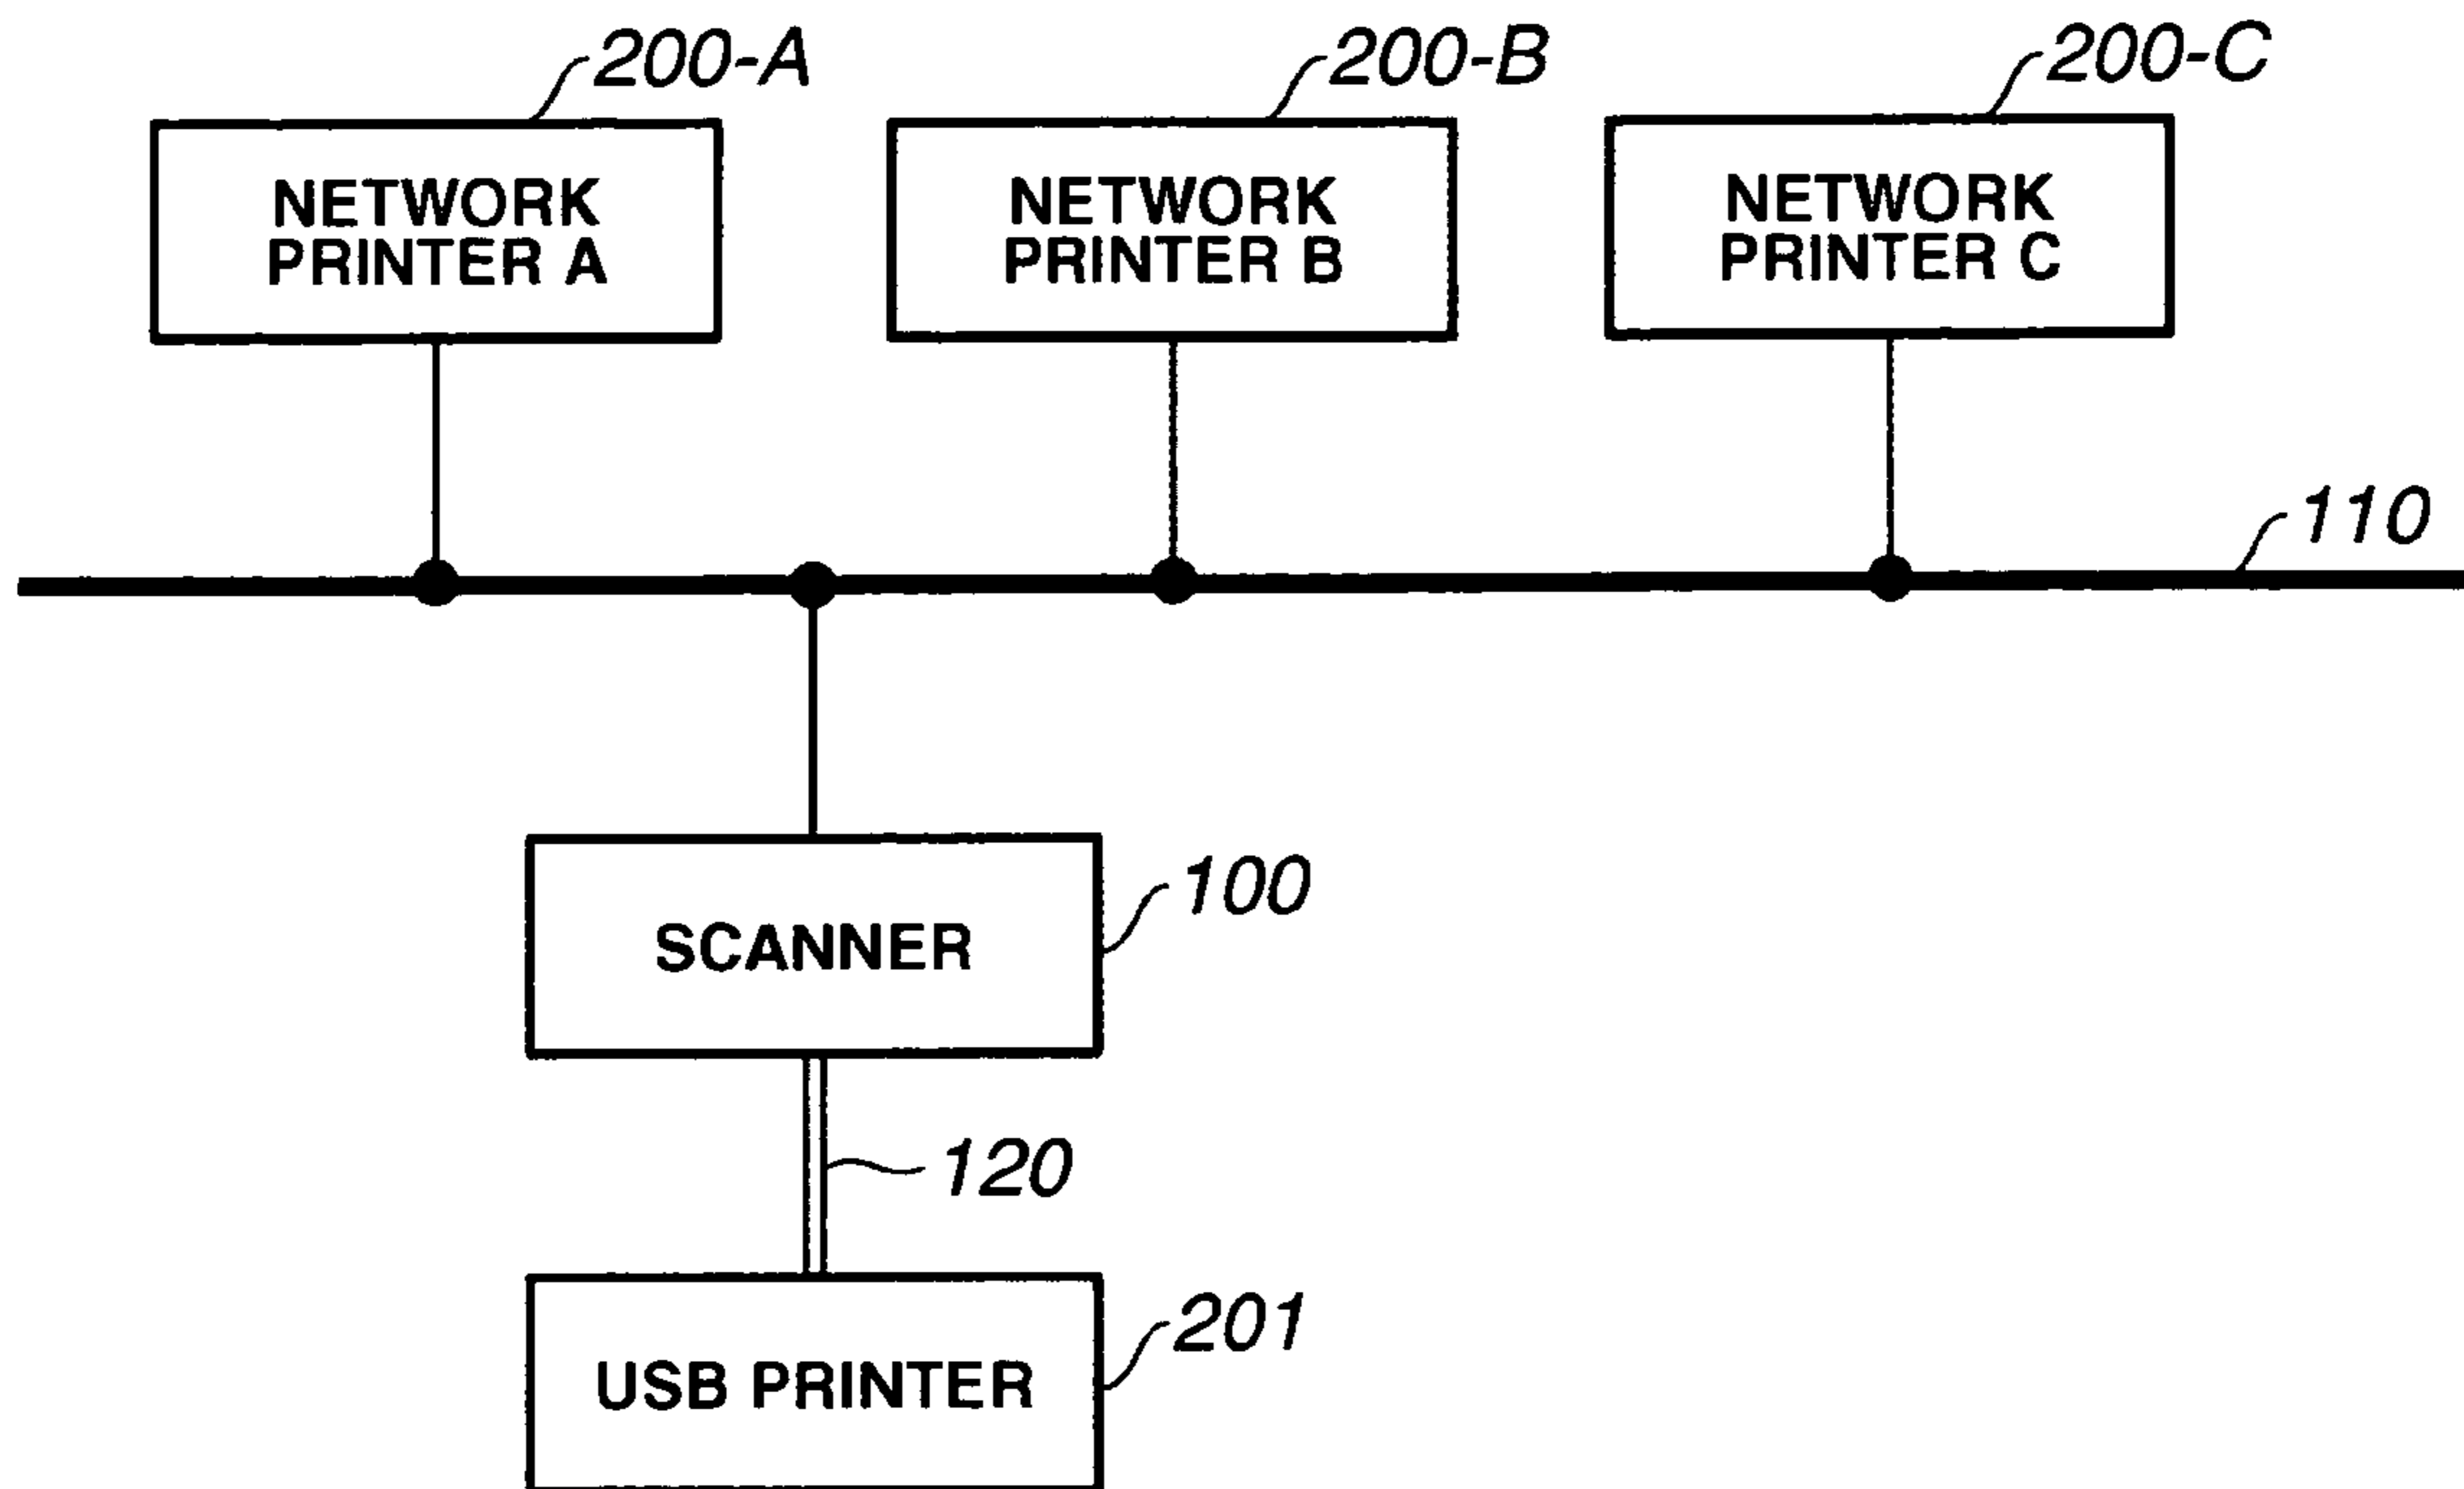 200-A
200-B
200-C
NETWORK
PRINTER A
NETWORK
PRINTER B
NETWORK
PRINTER C
110
100
SCANNER
120
201
USB PRINTER